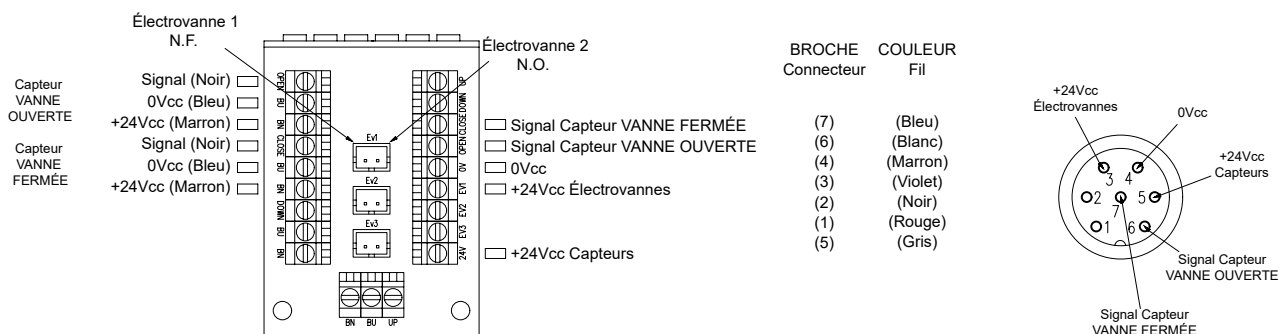 Électrovanne 1
N.F.
Électrovanne 2
N.O.
Capteur
VANNE
OUVERTE
Signal (Noir)
0Vcc (Bleu)
+24Vcc (Marron)
Capteur
VANNE
FERMÉE
Signal (Noir)
0Vcc (Bleu)
+24Vcc (Marron)
OPEN
BU
BN
CLOSE
BU
BN
DOWN
BU
BN
Ev1
Ev2
Ev3
UP
DOWN
CLOSE
OPEN
0V
EV1
EV2
EV3
24V
BN BU UP
Signal Capteur VANNE FERMÉE
Signal Capteur VANNE OUVERTE
0Vcc
+24Vcc Électrovannes
+24Vcc Capteurs
BROCHE COULEUR
Connecteur Fil
(7) (Bleu)
(6) (Blanc)
(4) (Marron)
(3) (Violet)
(2) (Noir)
(1) (Rouge)
(5) (Gris)
+24Vcc
Électrovannes
0Vcc
+24Vcc
Capteurs
3 4
2 7 5
1 6
Signal Capteur
VANNE OUVERTE
Signal Capteur
VANNE FERMÉE